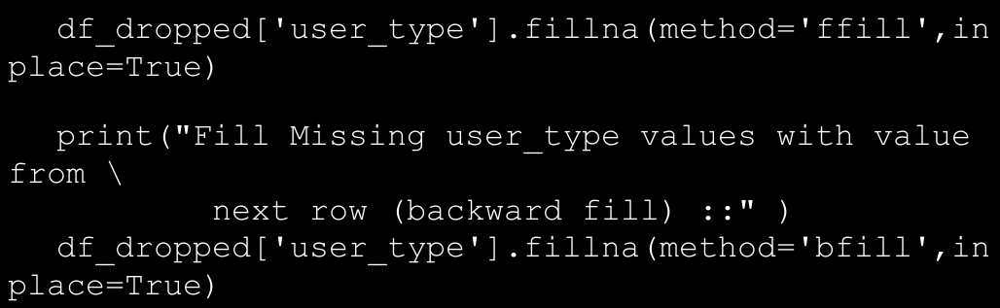 df_dropped['user_type'].fillna(method='ffill',in
place=True)
print("Fill Missing user_type values with value
from \
next row (backward fill) ::" )
df_dropped['user_type'].fillna(method='bfill',in
place=True)